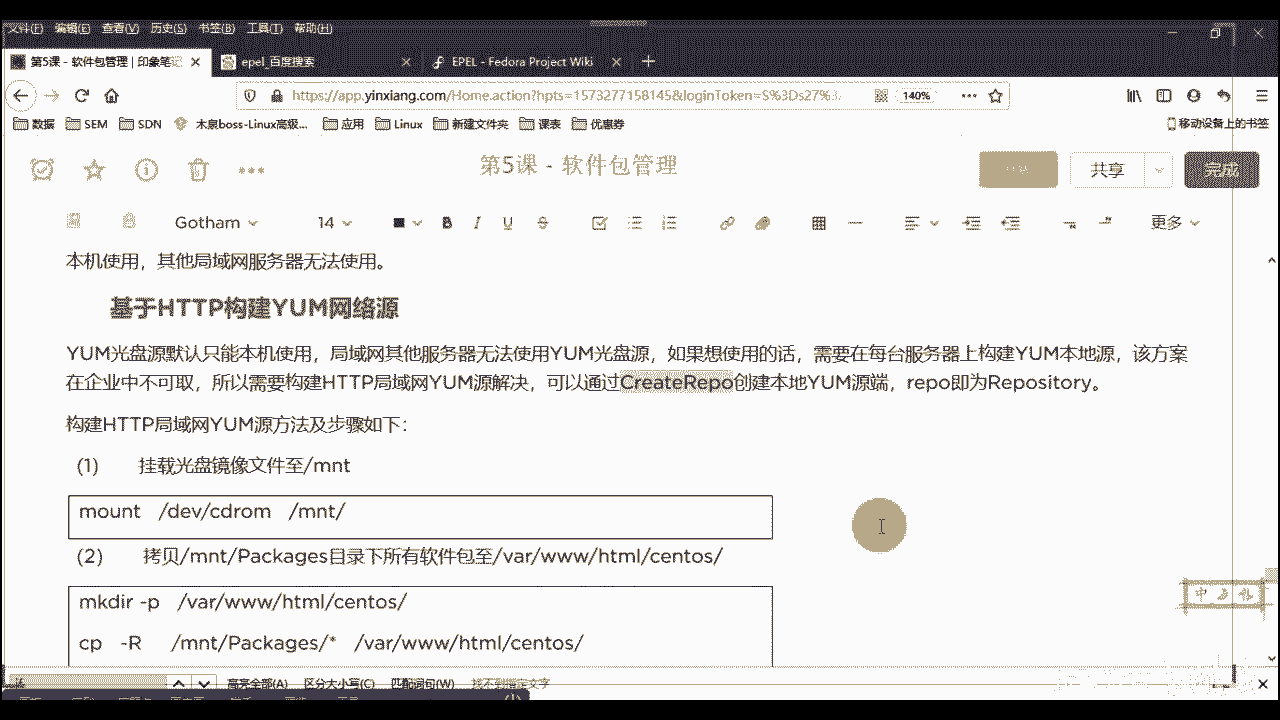 文件(F) 编辑(E) 查看(V) 历史(S) 书签(B) 工具(T) 帮助(H)
第5课 - 软件包管理 | 印象笔记
epel_百度搜索
EPEL - Fedora Project Wiki
https://app.yinxiang.com/Home.action?hpts=1573277158145&loginToken=S%3Ds27%3.
140%
数据 SEM SDN 木泉boss-Linux高级... 应用 Linux 新建文件夹 课表 优惠券
移动设备上的书签
第5课 - 软件包管理
共享
完成
Gotham 14 B I U S 更多
本机使用，其他局域网服务器无法使用。
基于HTTP构建YUM网络源
YUM光盘源默认只能本机使用，局域网其他服务器无法使用YUM光盘源，如果想使用的话，需要在每台服务器上构建YUM本地源，该方案
在企业中不可取，所以需要构建HTTP局域网YUM源解决，可以通过CreateRepo创建本地YUM源端，repo即为Repository。
构建HTTP局域网YUM源方法及步骤如下：
(1) 挂载光盘镜像文件至/mnt
mount /dev/cdrom /mnt/
(2) 拷贝/mnt/Packages目录下所有软件包至/var/www/html/centos/
mkdir -p /var/www/html/centos/
cp -R /mnt/Packages/* /var/www/html/centos/
高亮全部(A) 区分大小写(C) 匹配词句(W) 找不到指定文字